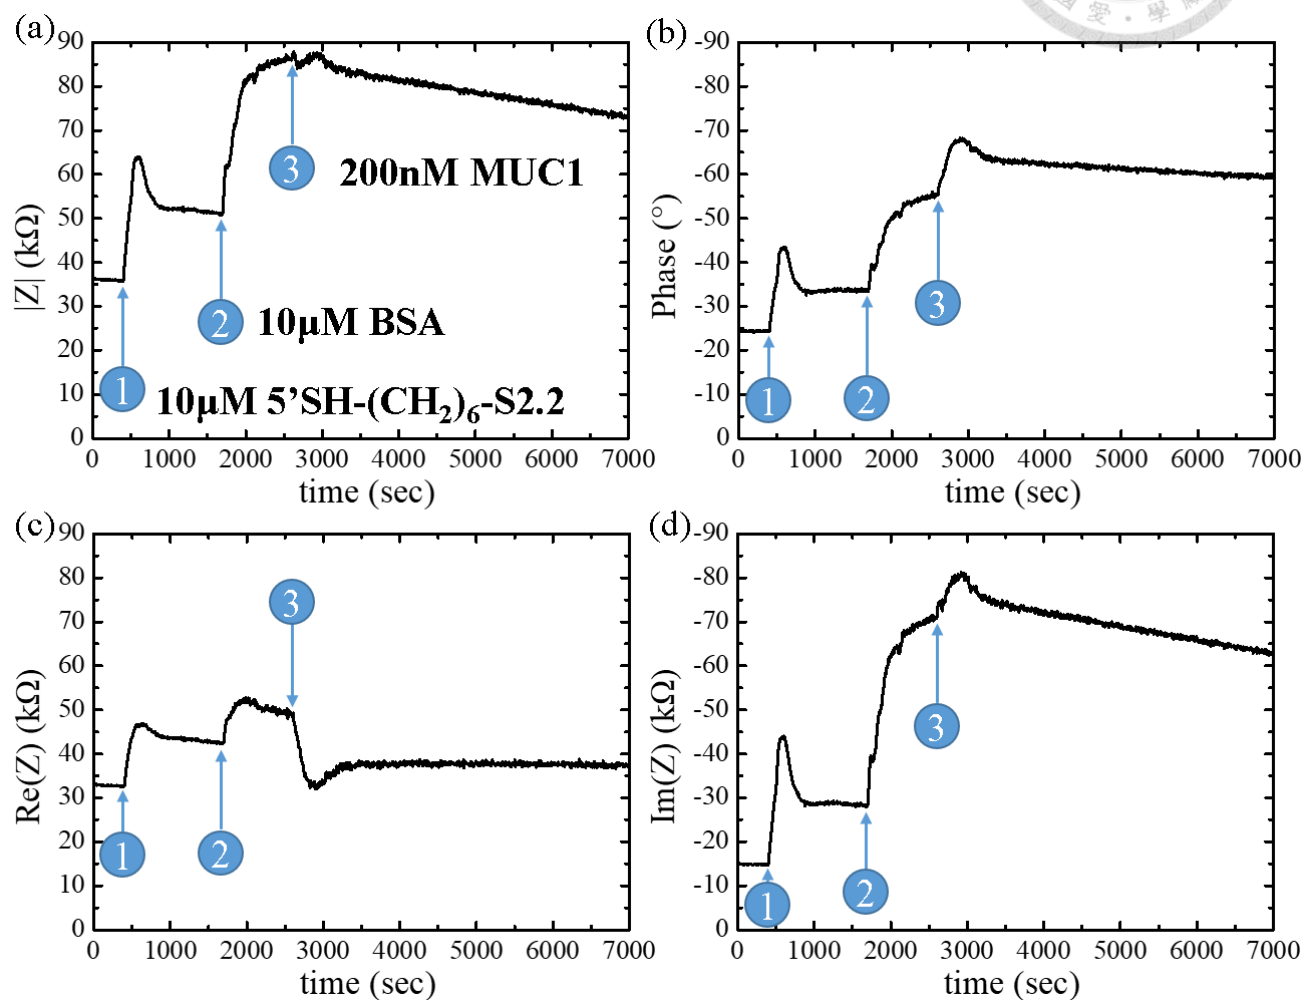 (a)
90
80
70
60
50
40
30
20
10
0
|Z| (kΩ)
3
200nM MUC1
2
10μM BSA
1
10μM 5’SH-(CH₂)₆-S2.2
0 1000 2000 3000 4000 5000 6000 7000
time (sec)
愛・學
(b)
-90
-80
-70
-60
-50
-40
-30
-20
-10
0
Phase (°)
3
1
2
0 1000 2000 3000 4000 5000 6000 7000
time (sec)
(c)
90
80
70
60
50
40
30
20
10
0
Re(Z) (kΩ)
3
1
2
0 1000 2000 3000 4000 5000 6000 7000
time (sec)
(d)
-90
-80
-70
-60
-50
-40
-30
-20
-10
0
Im(Z) (kΩ)
3
1
2
0 1000 2000 3000 4000 5000 6000 7000
time (sec)